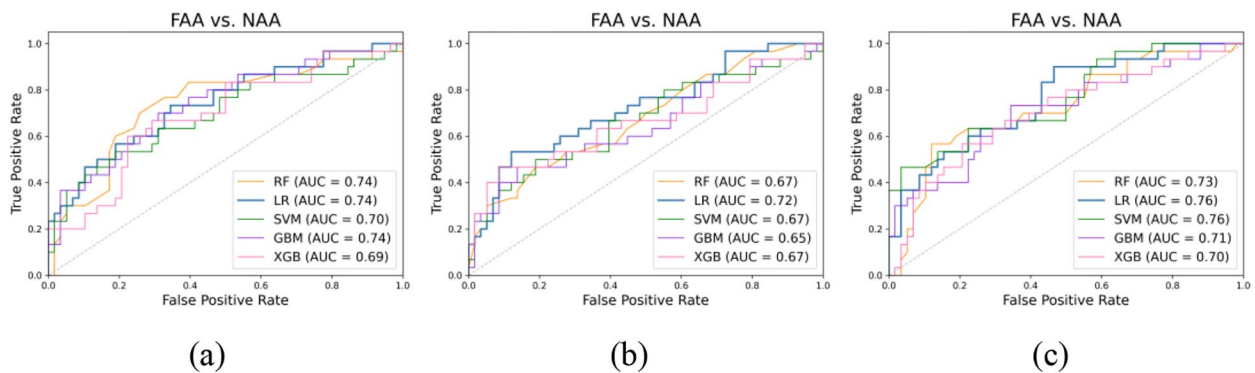 FAA vs. NAA
True Positive Rate
1.0
0.8
0.6
0.4
0.2
0.0
RF (AUC = 0.74)
LR (AUC = 0.74)
SVM (AUC = 0.70)
GBM (AUC = 0.74)
XGB (AUC = 0.69)
0.0 0.2 0.4 0.6 0.8 1.0
False Positive Rate
(a)
FAA vs. NAA
True Positive Rate
1.0
0.8
0.6
0.4
0.2
0.0
RF (AUC = 0.67)
LR (AUC = 0.72)
SVM (AUC = 0.67)
GBM (AUC = 0.65)
XGB (AUC = 0.67)
0.0 0.2 0.4 0.6 0.8 1.0
False Positive Rate
(b)
FAA vs. NAA
True Positive Rate
1.0
0.8
0.6
0.4
0.2
0.0
RF (AUC = 0.73)
LR (AUC = 0.76)
SVM (AUC = 0.76)
GBM (AUC = 0.71)
XGB (AUC = 0.70)
0.0 0.2 0.4 0.6 0.8 1.0
False Positive Rate
(c)